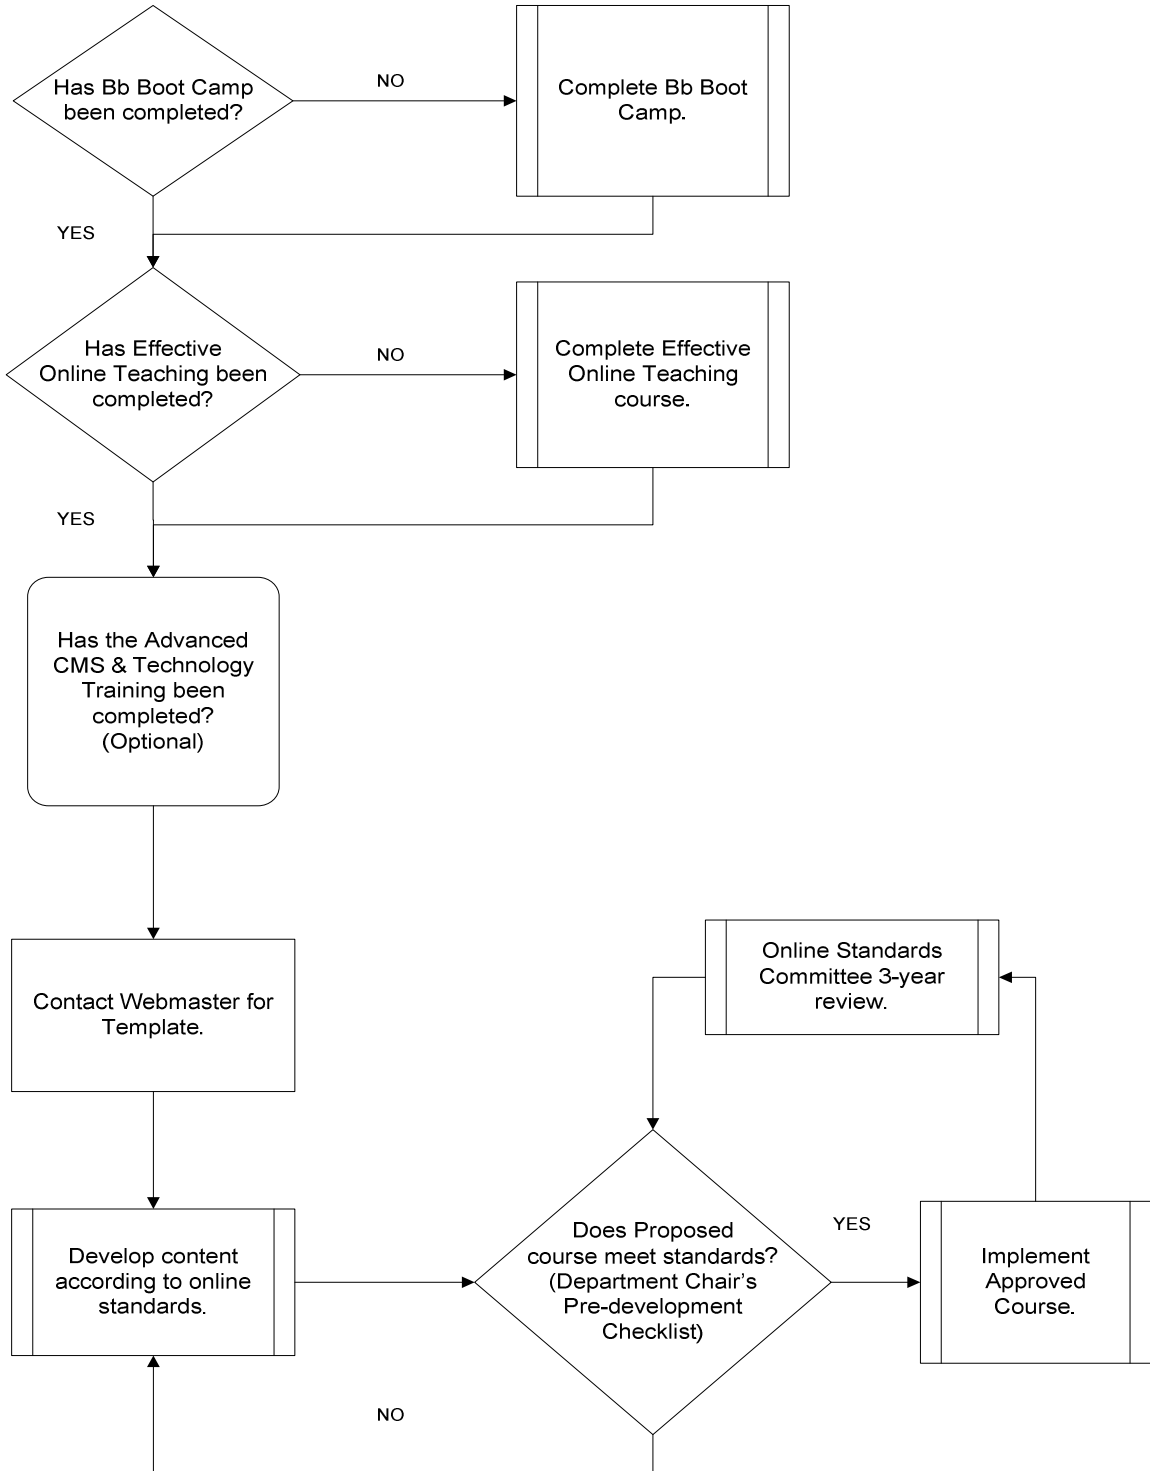 Has Bb Boot Camp
been completed?
NO
Complete Bb Boot
Camp.
YES
Has Effective
Online Teaching been
completed?
NO
Complete Effective
Online Teaching
course.
YES
Has the Advanced
CMS & Technology
Training been
completed?
(Optional)
Contact Webmaster for
Template.
Online Standards
Committee 3-year
review.
Develop content
according to online
standards.
Does Proposed
course meet standards?
(Department Chair’s
Pre-development
Checklist)
YES
Implement
Approved
Course.
NO